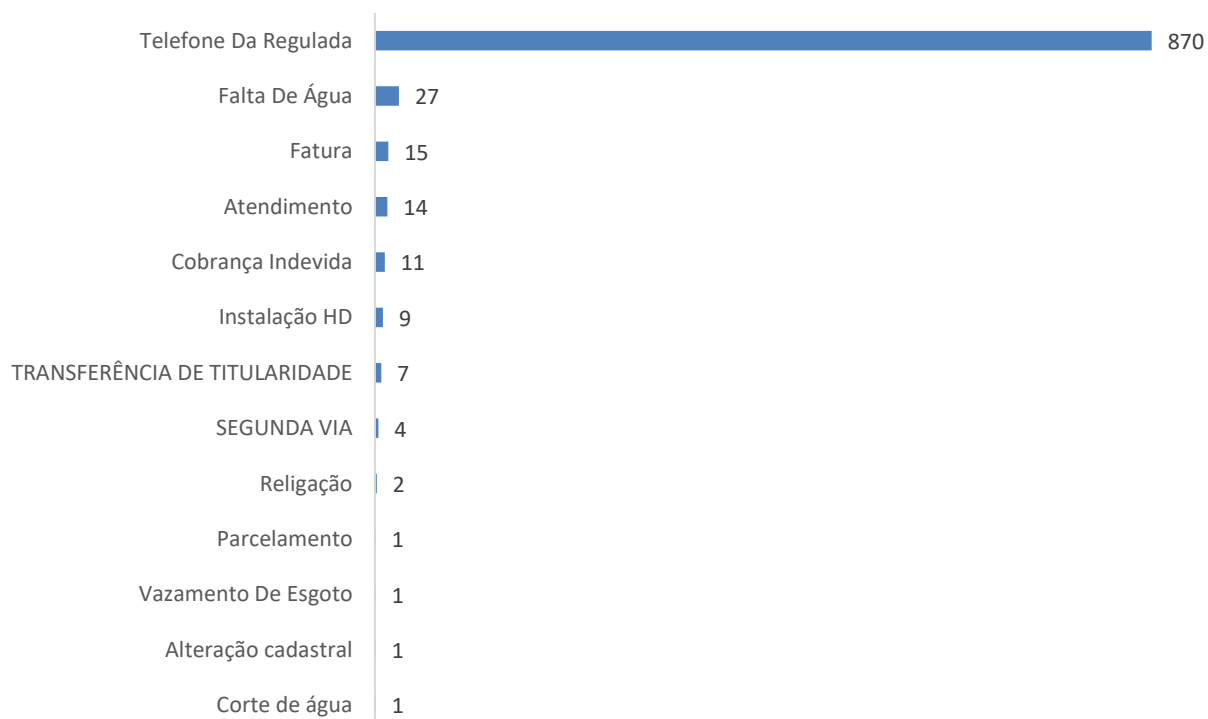 Telefone Da Regulada 870
Falta De Água 27
Fatura 15
Atendimento 14
Cobrança Indevida 11
Instalação HD 9
TRANSFERÊNCIA DE TITULARIDADE 7
SEGUNDA VIA 4
Religação 2
Parcelamento 1
Vazamento De Esgoto 1
Alteração cadastral 1
Corte de água 1